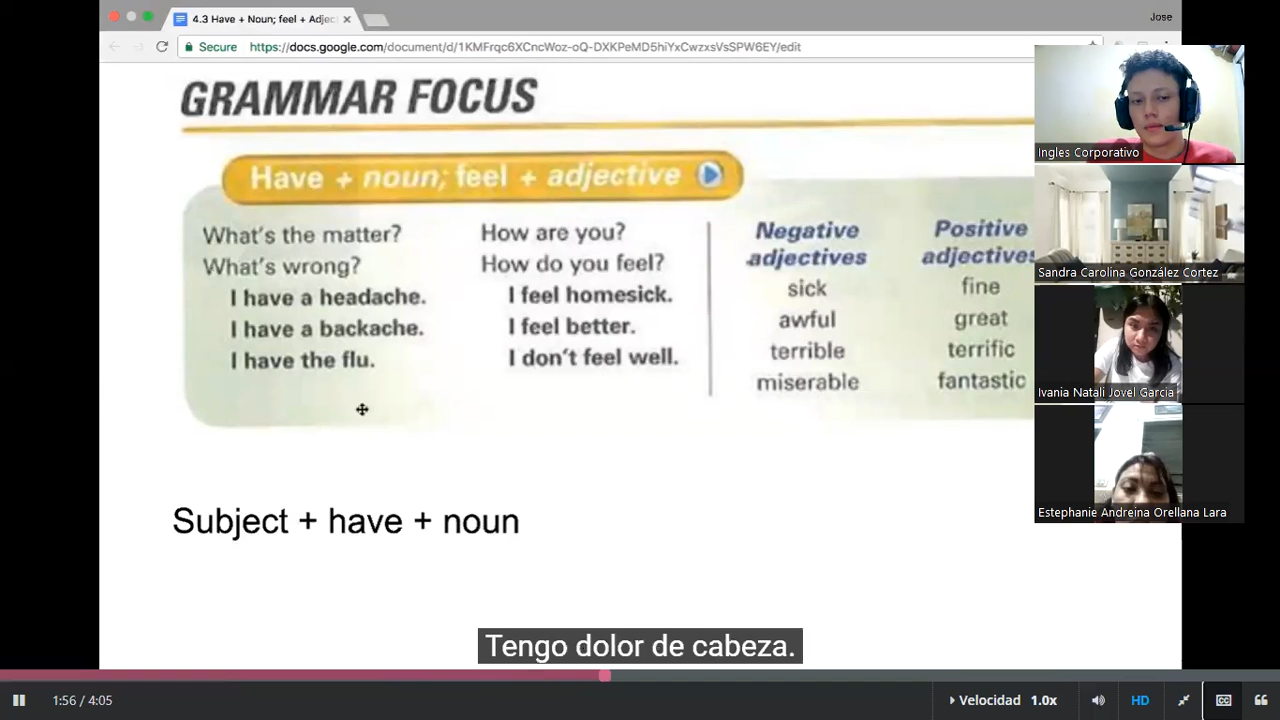 4.3 Have + Noun; feel + Adjec
Jose
Secure https://docs.google.com/document/d/1KMFrqc6XCncWoz-oQ-DXKPeMD5hiYxCwzxsVsSPW6EY/edit
GRAMMAR FOCUS
Have + noun; feel + adjective
What's the matter?
What's wrong?
I have a headache.
I have a backache.
I have the flu.
How are you?
How do you feel?
I feel homesick.
I feel better.
I don't feel well.
Negative
adjectives
sick
awful
terrible
miserable
Positive
adjectives
fine
great
terrific
fantastic
Subject + have + noun
Tengo dolor de cabeza.
Ingles Corporativo
Sandra Carolina González Cortez
Ivania Natali Jovel Garcia
Estephanie Andreina Orellana Lara
1:56 / 4:05
Velocidad 1.0x
HD
CC